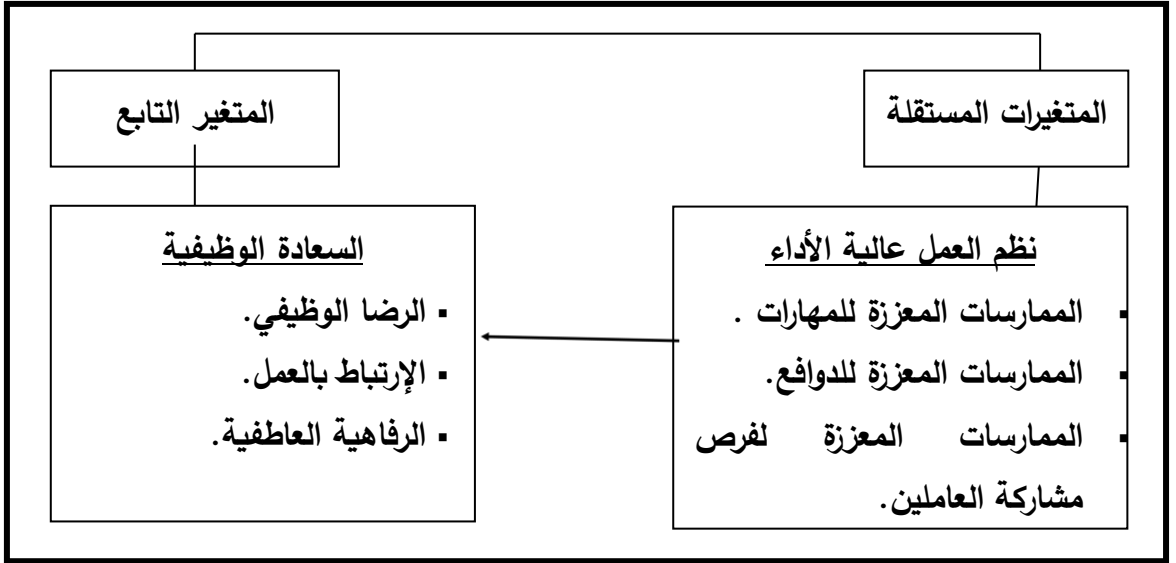 المتغيرات المستقلة
المتغير التابع
نظم العمل عالية الأداء
▪ الممارسات المعززة للمهارات .
▪ الممارسات المعززة للدوافع.
▪ الممارسات المعززة لفرص
مشاركة العاملين.
السعادة الوظيفية
▪ الرضا الوظيفي.
▪ الإرتباط بالعمل.
▪ الرفاهية العاطفية.